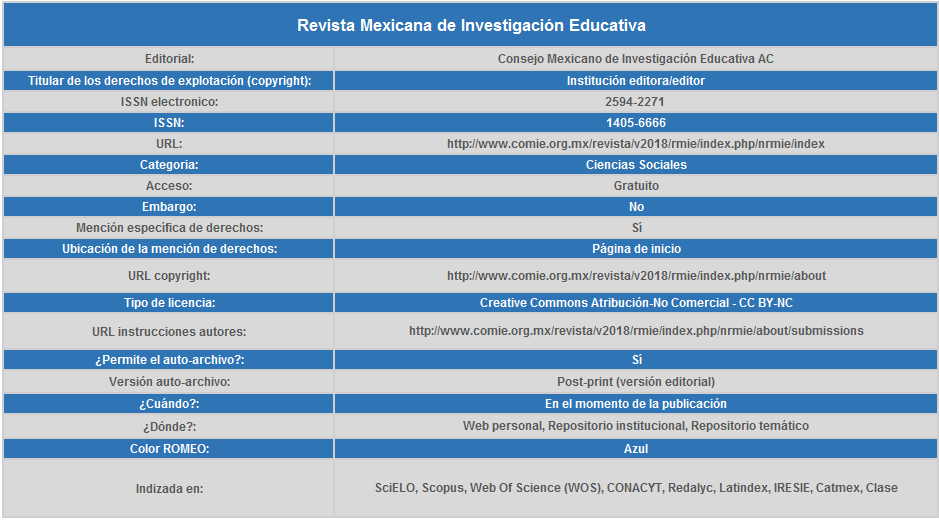 Revista Mexicana de Investigación Educativa
Editorial: Consejo Mexicano de Investigación Educativa AC
Titular de los derechos de explotación (copyright): Institución editora/editor
ISSN electronico: 2594-2271
ISSN: 1405-6666
URL: http://www.comie.org.mx/revista/v2018/rmie/index.php/nrmie/index
Categoria: Ciencias Sociales
Acceso: Gratuito
Embargo: No
Mención especifica de derechos: Si
Ubicación de la mención de derechos: Página de inicio
URL copyright: http://www.comie.org.mx/revista/v2018/rmie/index.php/nrmie/about
Tipo de licencia: Creative Commons Atribución-No Comercial - CC BY-NC
URL instrucciones autores: http://www.comie.org.mx/revista/v2018/rmie/index.php/nrmie/about/submissions
¿Permite el auto-archivo?: Sì
Versión auto-archivo: Post-print (versión editorial)
¿Cuándo?: En el momento de la publicación
¿Dónde?: Web personal, Repositorio institucional, Repositorio temático
Color ROMEO: Azul
Indizada en: SciELO, Scopus, Web Of Science (WOS), CONACYT, Redalyc, Latindex, IRESIE, Catmex, Clase